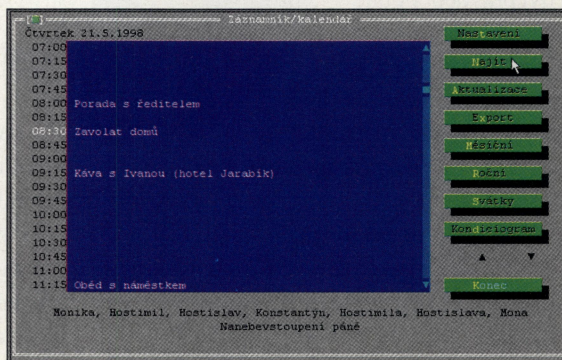 Záznamník/kalendář
Čtvrtek 21.5.1998
07:00
07:15
07:30
07:45
08:00 Porada s ředitelem
08:15
08:30 Zavolat domů
08:45
09:00
09:15 Káva s Ivanou (hotel Jarabik)
09:30
09:45
10:00
10:15
10:30
10:45
11:00
11:15 Oběd s náměstkem
Nastavení
Najít
Aktualizace
Export
Měsíční
Roční
Svátky
Kondiciogram
Konec
Monika, Hostimil, Hostislav, Konstantýn, Hostimila, Hostislava, Mona
Nanebevstoupení páně